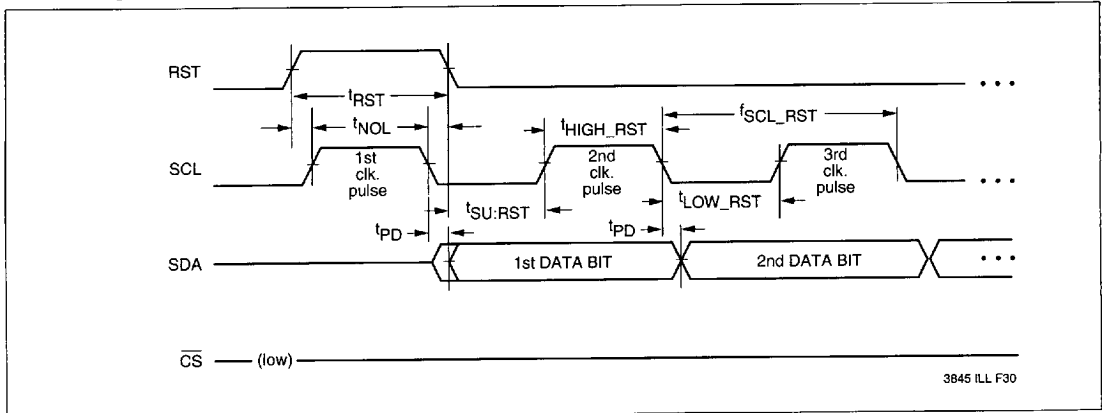 RST
tRST
tNOL
tHIGH_RST
fSCL_RST
SCL
1st
clk.
pulse
2nd
clk.
pulse
3rd
clk.
pulse
tSU:RST
tLOW_RST
tPD
tPD
SDA
1st DATA BIT
2nd DATA BIT
CS
(low)
3845 ILL F30